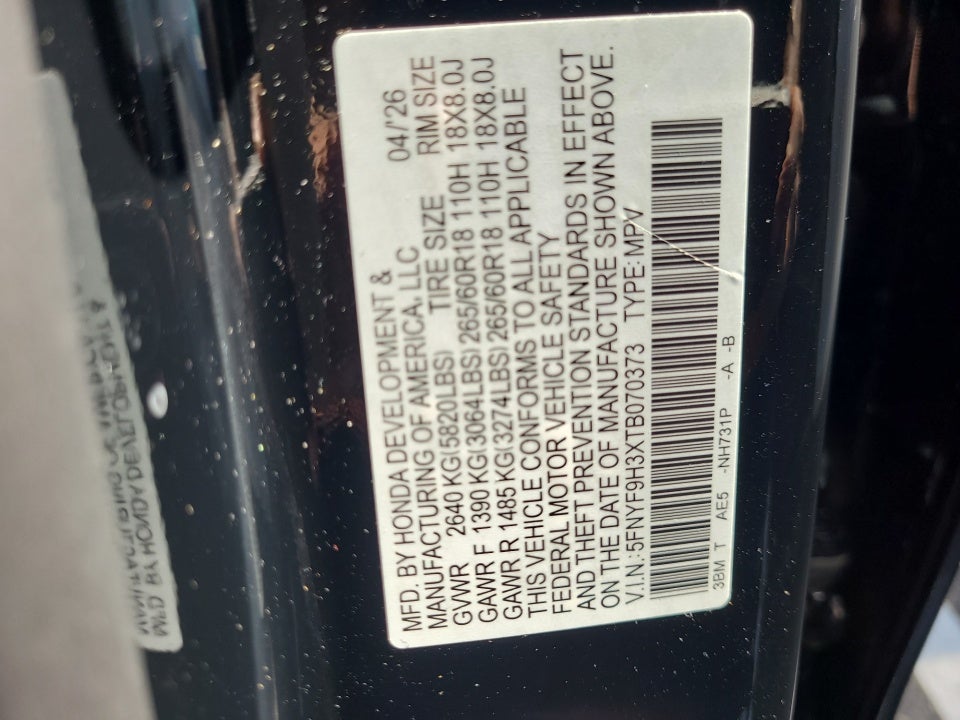 MFD. BY HONDA DEVELOPMENT &
MANUFACTURING OF AMERICA, LLC 04/26
GVWR 2640 KG(5820LBS) TIRE SIZE RIM SIZE
GAWR F 1390 KG(3064LBS) 265/60R18 110H 18X8.0J
GAWR R 1485 KG(3274LBS) 265/60R18 110H 18X8.0J
THIS VEHICLE CONFORMS TO ALL APPLICABLE
FEDERAL MOTOR VEHICLE SAFETY
AND THEFT PREVENTION STANDARDS IN EFFECT
ON THE DATE OF MANUFACTURE SHOWN ABOVE.
V.I.N.:5FNYF9H3XTB070373 TYPE:MPV
3BM T AE5 -NH731P -A -B